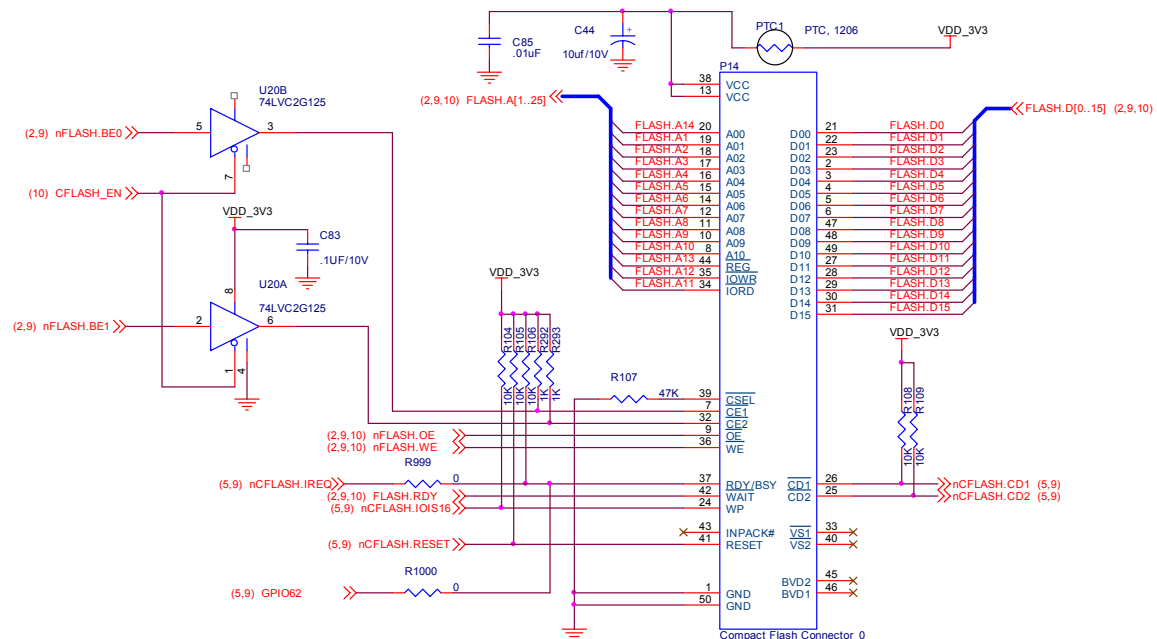 C85
.01uF
C44
+
10uf/10V
PTC1
PTC, 1206
VDD_3V3
U20B
74LVC2G125
(2,9) nFLASH.BE0
5
3
7
(10) CFLASH_EN
VDD_3V3
C83
.1UF/10V
U20A
74LVC2G125
8
(2,9) nFLASH.BE1
2
6
1
4
(2,9,10) FLASH.A[1..25]
P14
38 VCC
13 VCC
FLASH.A14 20 A00
FLASH.A1 19 A01
FLASH.A2 18 A02
FLASH.A3 17 A03
FLASH.A4 16 A04
FLASH.A5 15 A05
FLASH.A6 14 A06
FLASH.A7 12 A07
FLASH.A8 11 A08
FLASH.A9 10 A09
FLASH.A10 8 A10
FLASH.A13 44 REG
FLASH.A12 35 IOWR
FLASH.A11 34 IORD
FLASH.D[0..15] (2,9,10)
D00 21 FLASH.D0
D01 22 FLASH.D1
D02 23 FLASH.D2
D03 2 FLASH.D3
D04 3 FLASH.D4
D05 4 FLASH.D5
D06 5 FLASH.D6
D07 6 FLASH.D7
D08 47 FLASH.D8
D09 48 FLASH.D9
D10 49 FLASH.D10
D11 27 FLASH.D11
D12 28 FLASH.D12
D13 29 FLASH.D13
D14 30 FLASH.D14
D15 31 FLASH.D15
VDD_3V3
R104
10K
R105
10K
R106
10K
R292
1K
R293
1K
R107
47K
39 CSEL
7 CE1
32 CE2
(2,9,10) nFLASH.OE 9 OE
(2,9,10) nFLASH.WE 36 WE
R999
(5,9) nCFLASH.IREQ 0 37 RDY/BSY
(2,9,10) FLASH.RDY 42 WAIT
(5,9) nCFLASH.IOIS16 24 WP
43 INPACK#
(5,9) nCFLASH.RESET 41 RESET
R1000
(5,9) GPIO62 0
1 GND
50 GND
VDD_3V3
R108
10K
R109
10K
CD1 26 nCFLASH.CD1 (5,9)
CD2 25 nCFLASH.CD2 (5,9)
VS1 33
VS2 40
BVD2 45
BVD1 46
Compact Flash Connector_0